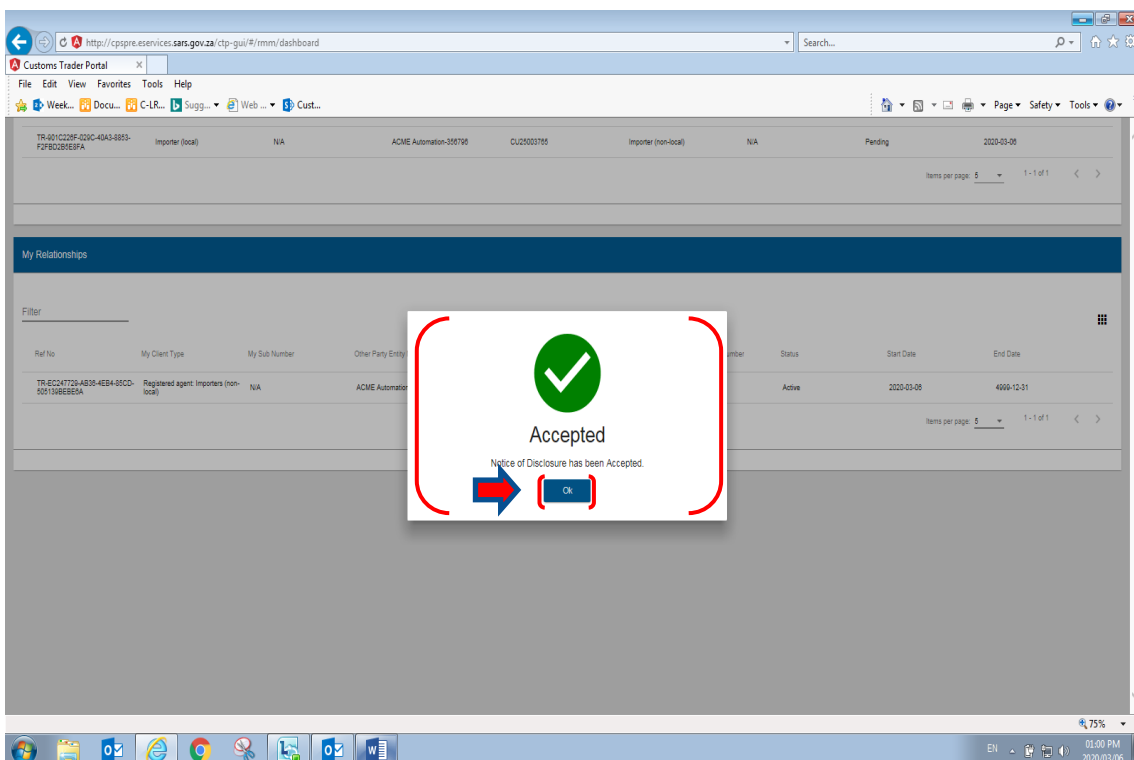 http://cpspre.eservices.sars.gov.za/ctp-gui/#/rmm/dashboard
Search...
Customs Trader Portal
File Edit View Favorites Tools Help
Week... Docu... C-LR... Sugg... Web ... Cust...
Page Safety Tools
TR-901C226F-029C-40A3-8853-
F2FBD2B5E8FA
Importer (local) N/A ACME Automation-356796 CU25003765 Importer (non-local) N/A Pending 2020-03-06
Items per page: 5 1 - 1 of 1
My Relationships
Filter
Ref No My Client Type My Sub Number Other Party Entity Status Start Date End Date
TR-EC247729-AB36-4EB4-85CD-
505139BEBE6A
Registered agent: Importers (non-
local)
N/A ACME Automation Active 2020-03-06 4999-12-31
Items per page: 5 1 - 1 of 1
Accepted
Notice of Disclosure has been Accepted.
Ok
75%
EN 01:00 PM
2020/03/06